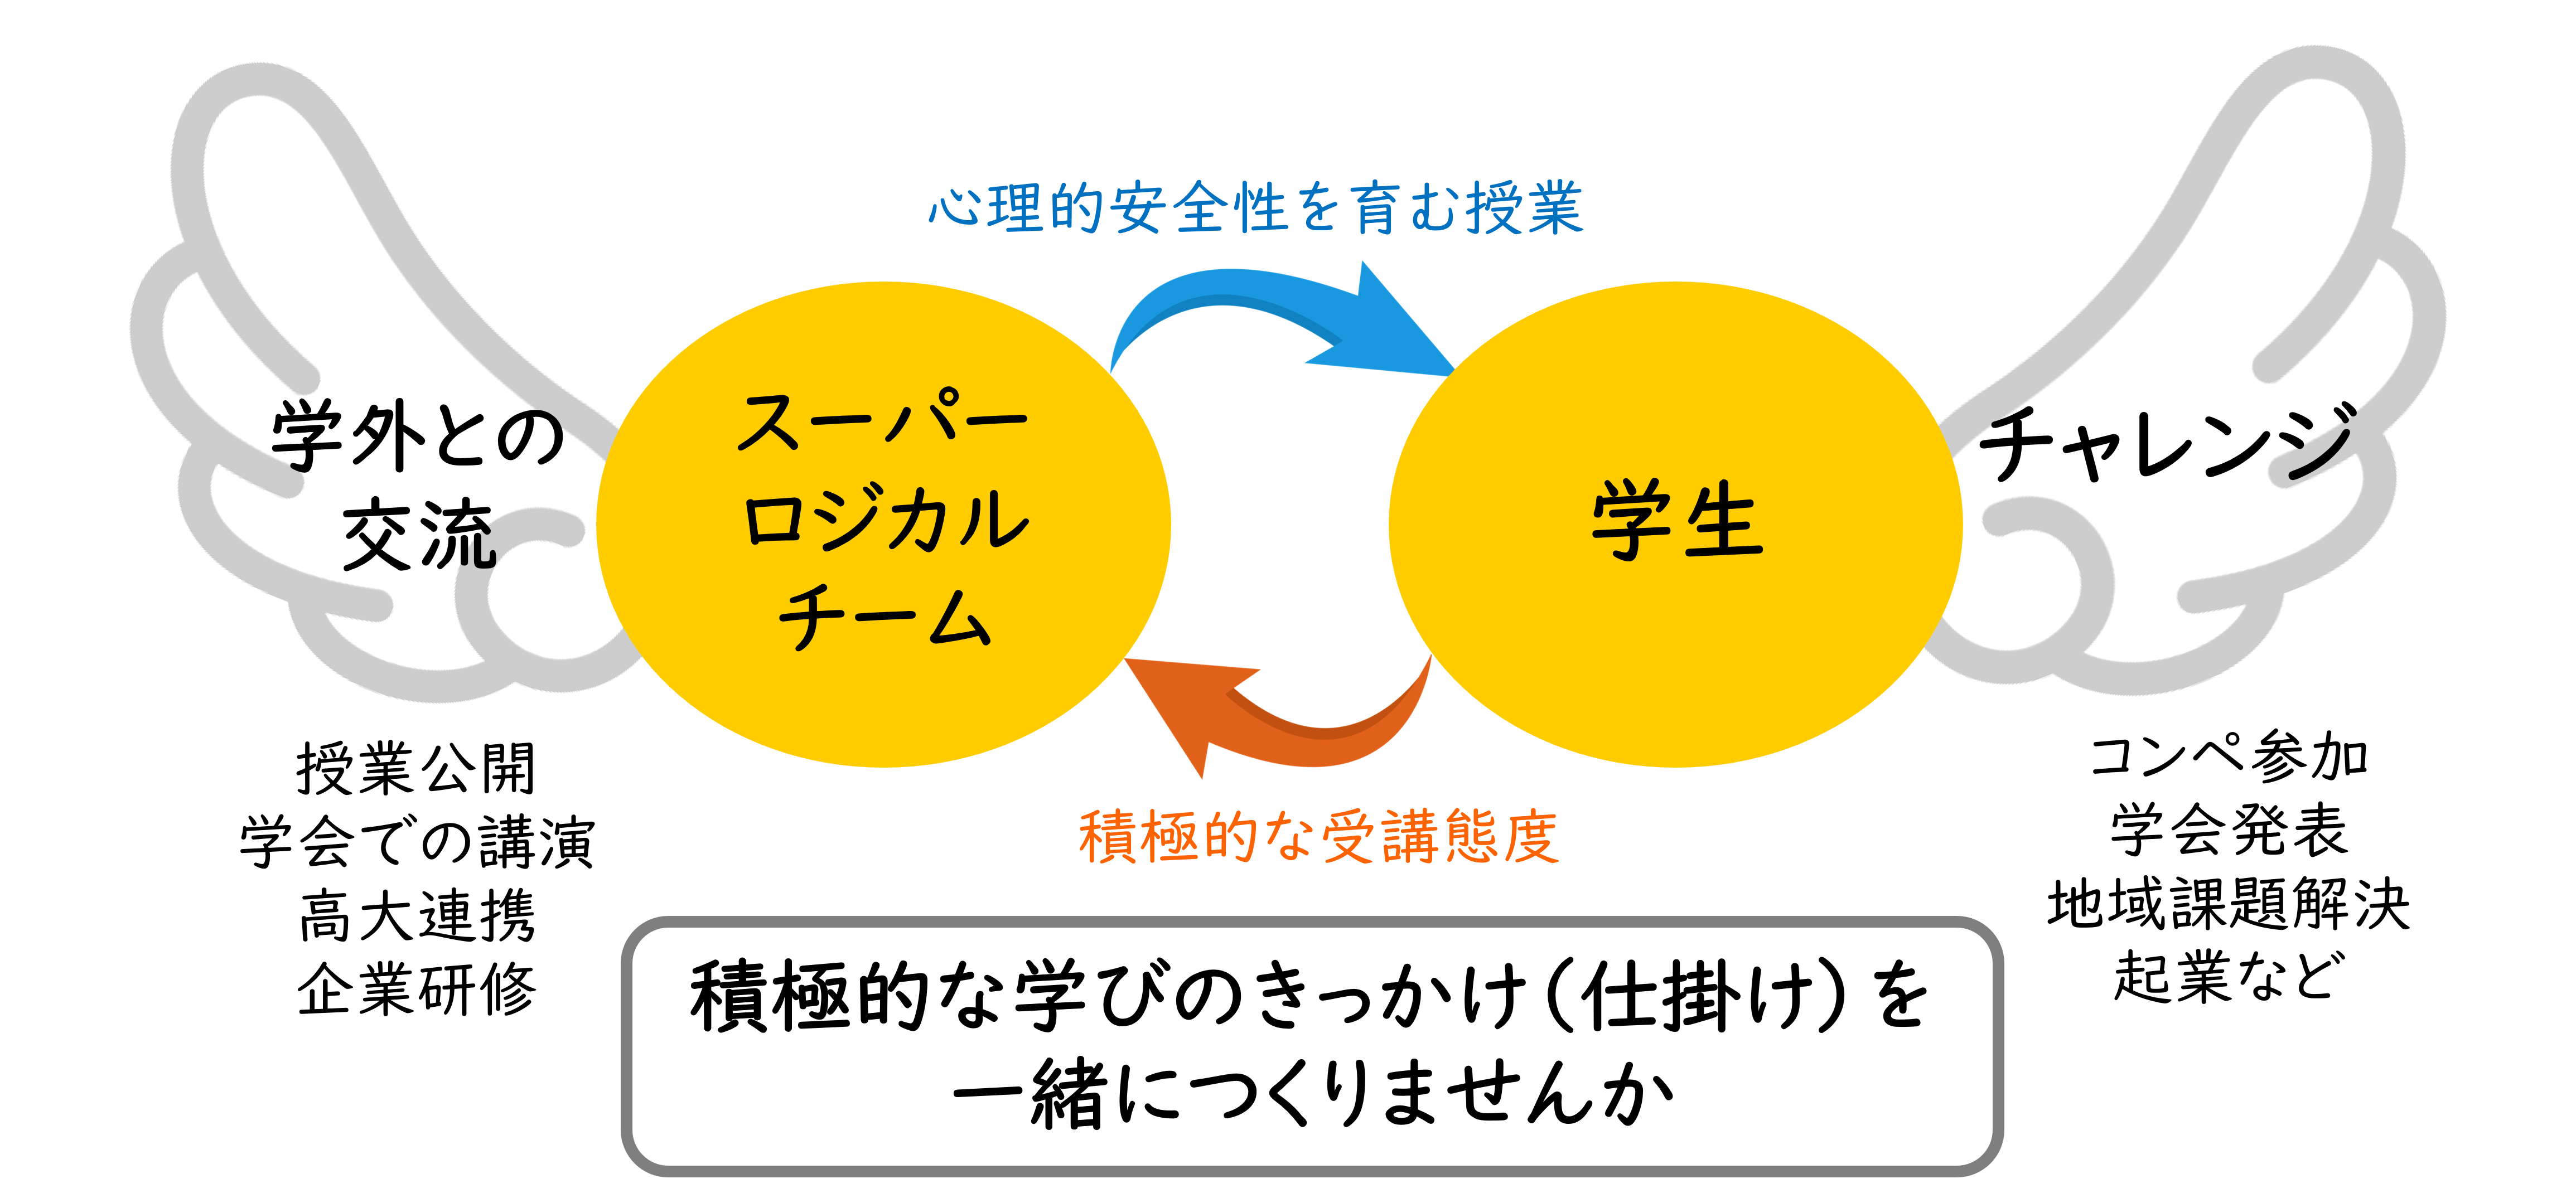 心理的安全性を育む授業
学外との
交流
スーパー
ロジカル
チーム
学生
チャレンジ
積極的な受講態度
授業公開
学会での講演
高大連携
企業研修
コンペ参加
学会発表
地域課題解決
起業など
積極的な学びのきっかけ(仕掛け)を
一緒につくりませんか